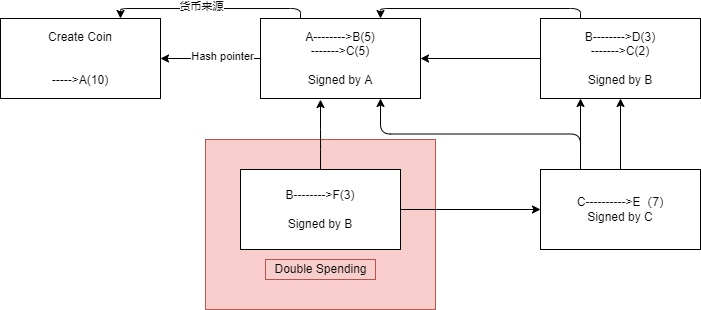 货币来源
Create Coin
----->A(10)
Hash pointer
A-------->B(5)
------->C(5)
Signed by A
B-------->D(3)
------->C(2)
Signed by B
B-------->F(3)
Signed by B
Double Spending
C---------->E（7)
Signed by C